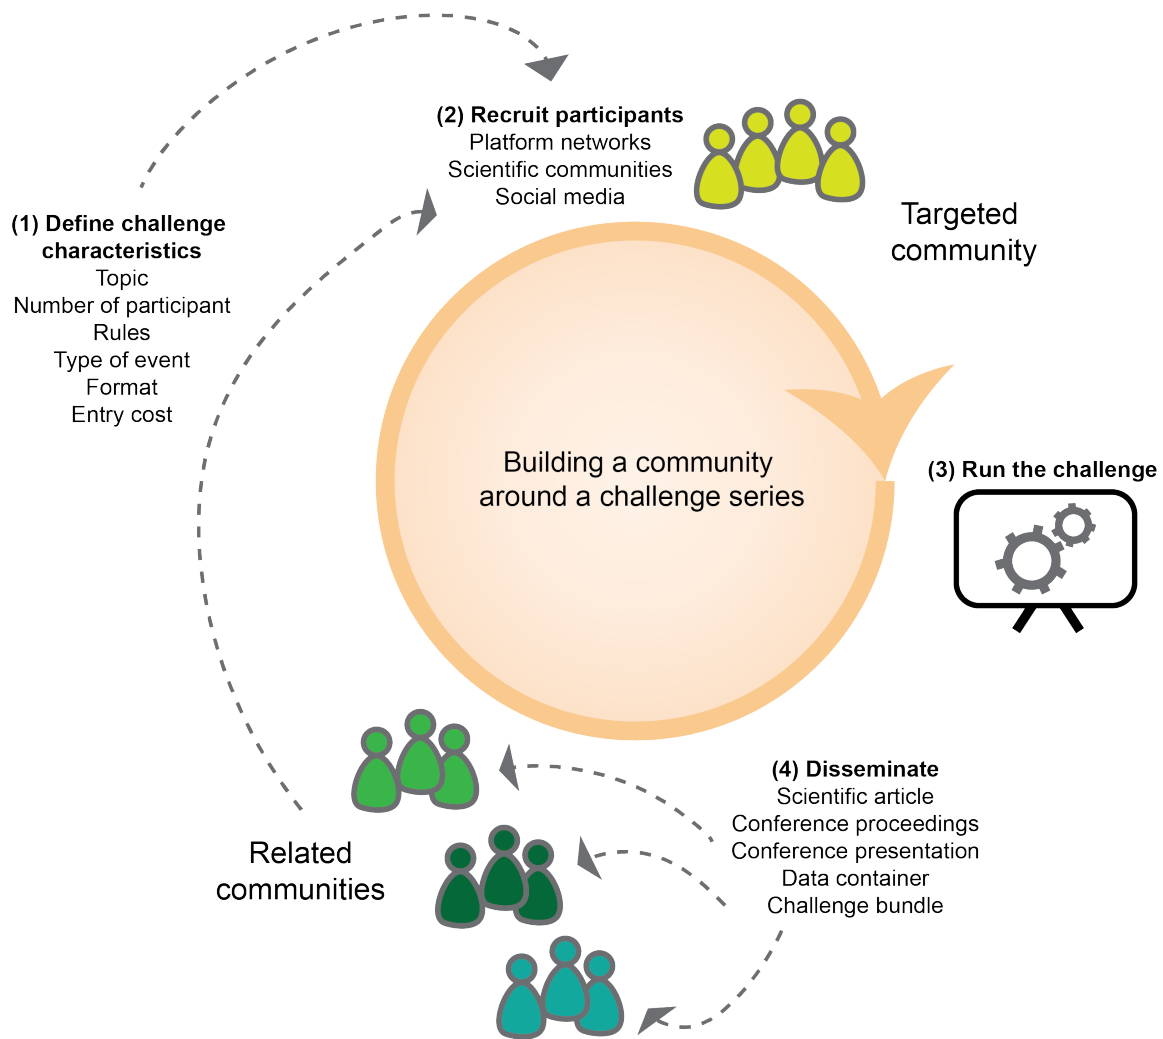 (1) Define challenge
characteristics
Topic
Number of participant
Rules
Type of event
Format
Entry cost
(2) Recruit participants
Platform networks
Scientific communities
Social media
Targeted
community
Building a community
around a challenge series
(3) Run the challenge
(4) Disseminate
Scientific article
Conference proceedings
Conference presentation
Data container
Challenge bundle
Related
communities